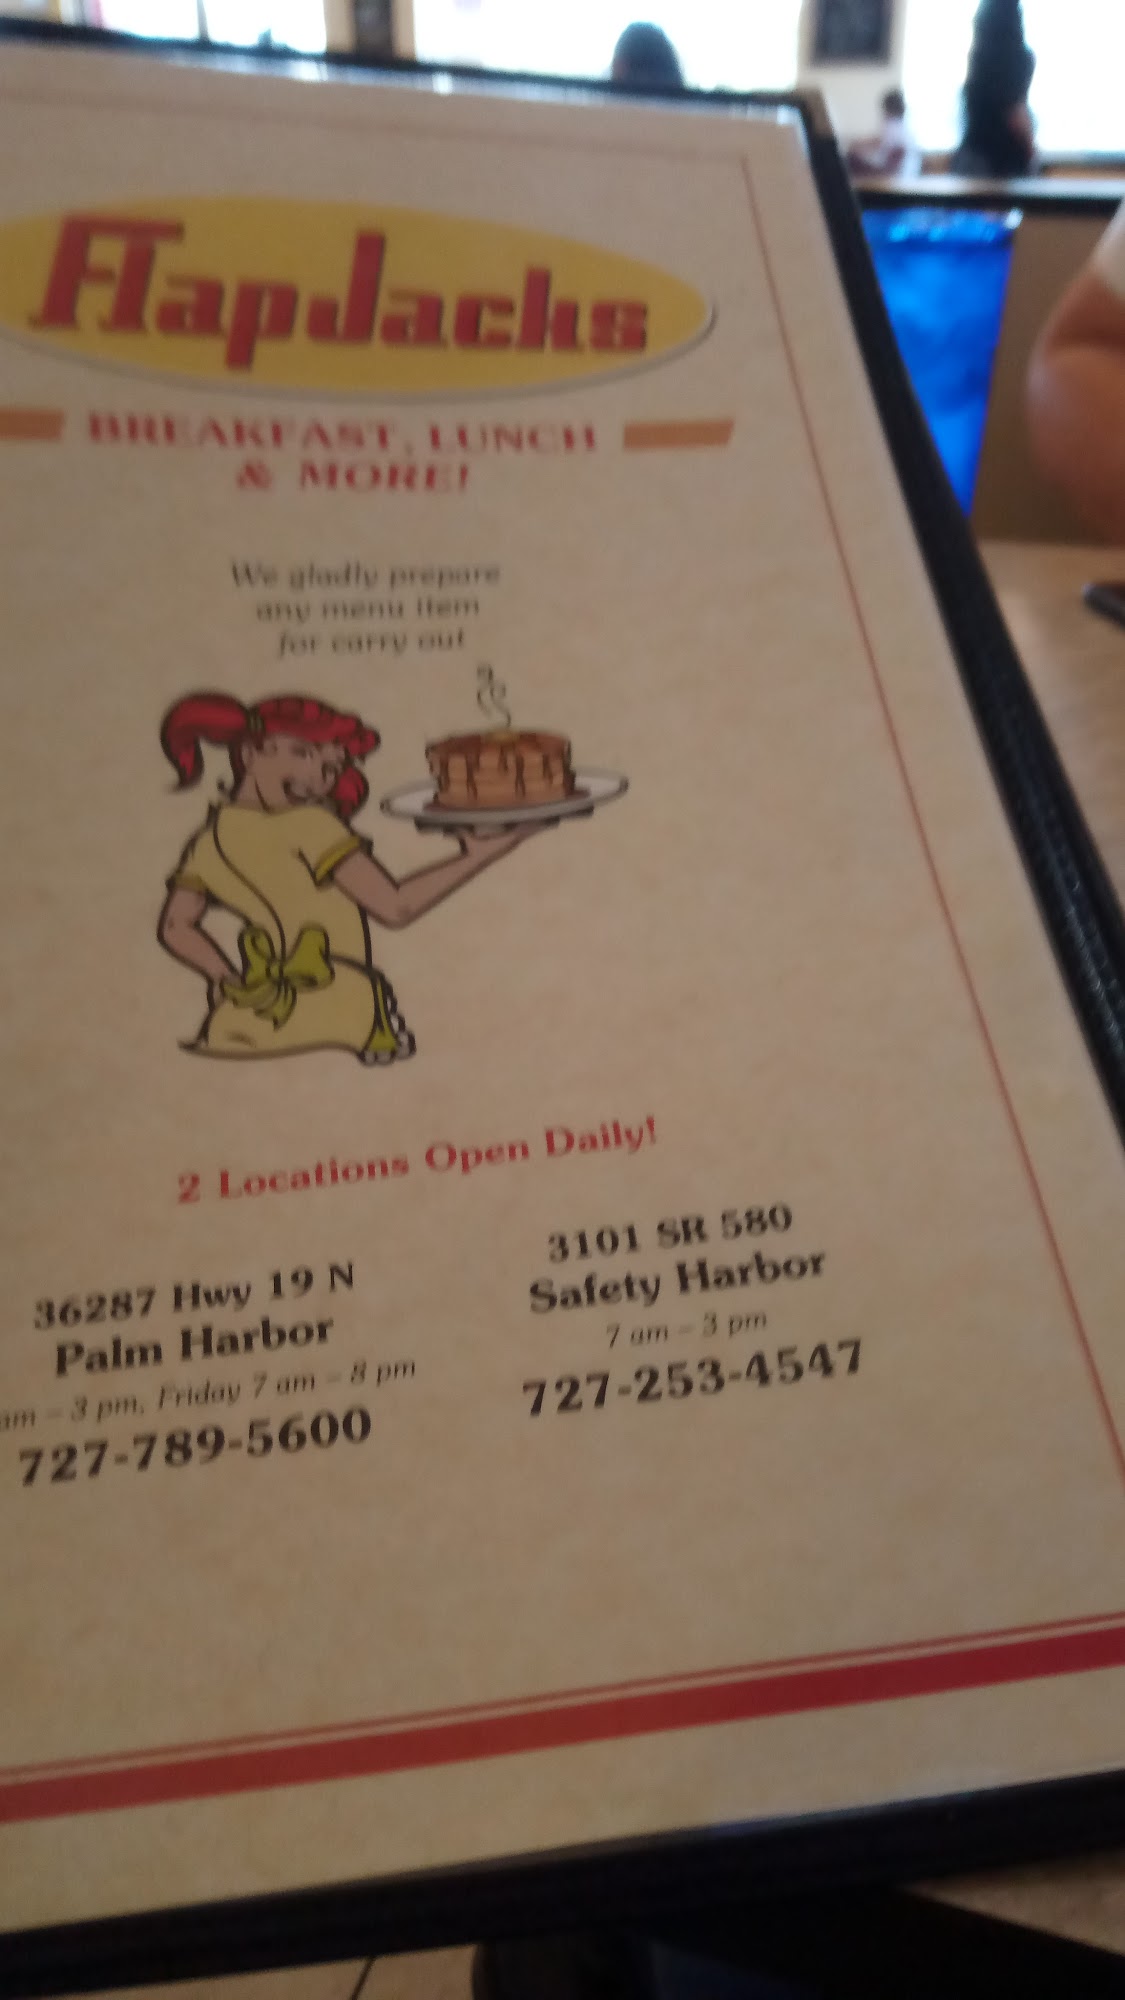 FlapJacks
BREAKFAST, LUNCH
& MORE!
We gladly prepare
any menu item
for carry out
2 Locations Open Daily!
36287 Hwy 19 N
Palm Harbor
am – 3 pm, Friday 7 am – 8 pm
727-789-5600
3101 SR 580
Safety Harbor
7 am – 3 pm
727-253-4547